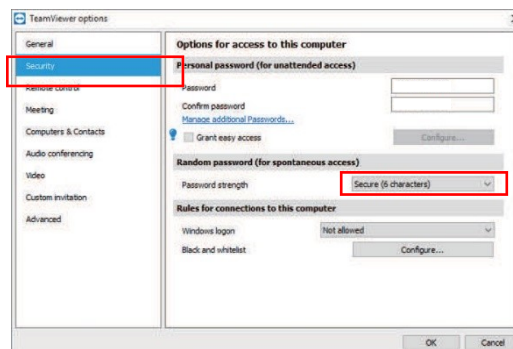 TeamViewer options
General
Security
Remote control
Meeting
Computers & Contacts
Audio conferencing
Video
Custom invitation
Advanced
Options for access to this computer
Personal password (for unattended access)
Password
Confirm password
Manage additional Passwords...
Grant easy access
Configure...
Random password (for spontaneous access)
Password strength
Secure (6 characters)
Rules for connections to this computer
Windows logon
Not allowed
Black and whitelist
Configure...
OK
Cancel